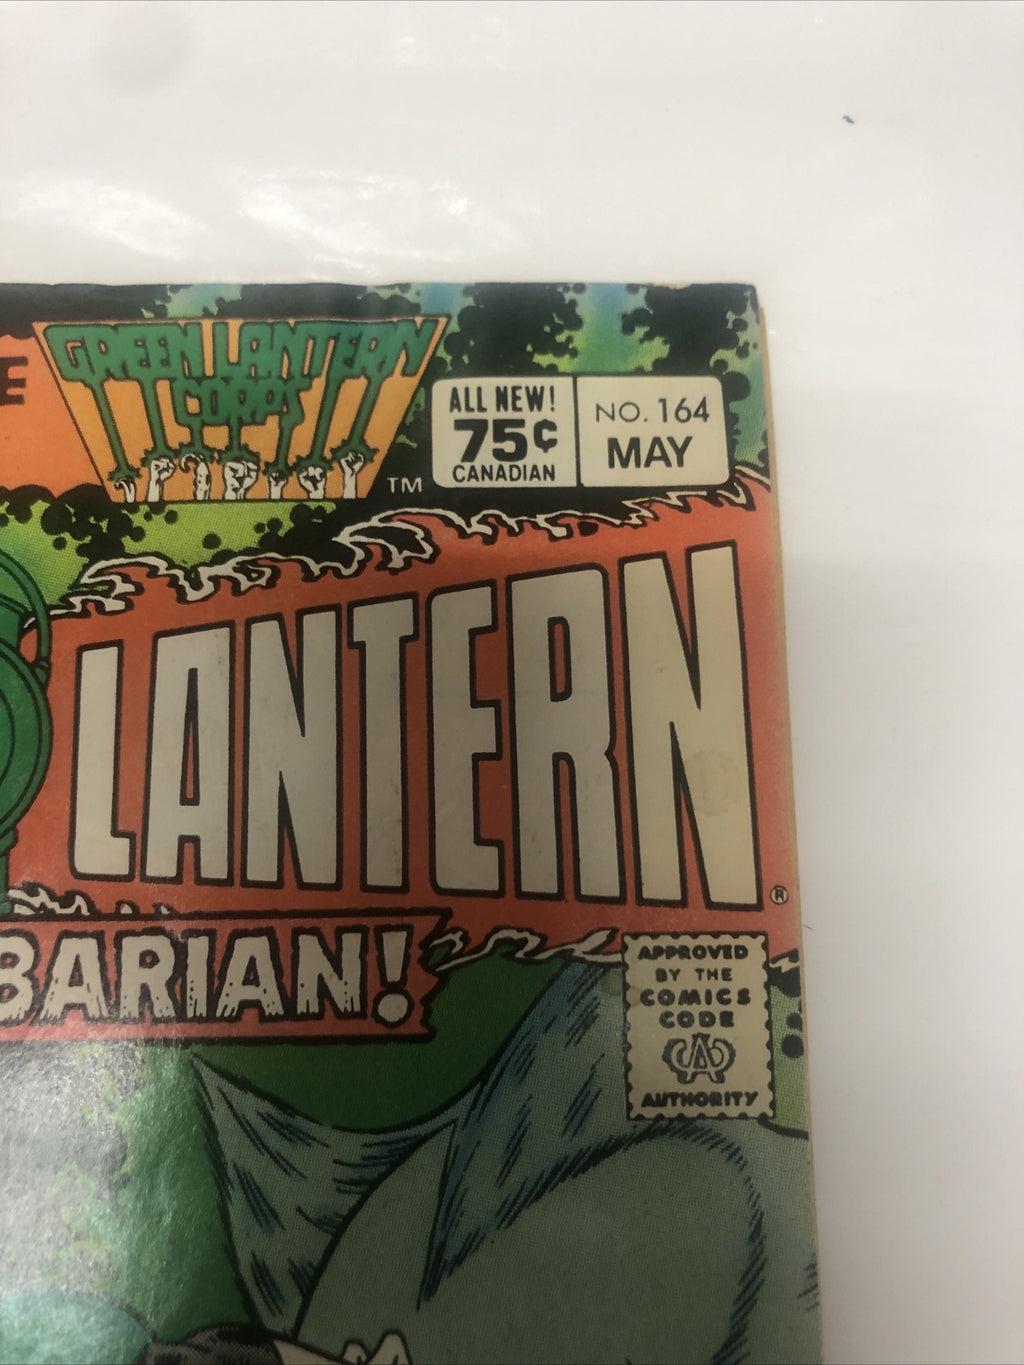 E
GREEN LANTERN
CORPS
TM
ALL NEW!
75¢
CANADIAN
NO. 164
MAY
LANTERN
®
BARIAN!
APPROVED
BY THE
COMICS
CODE
CA
AUTHORITY